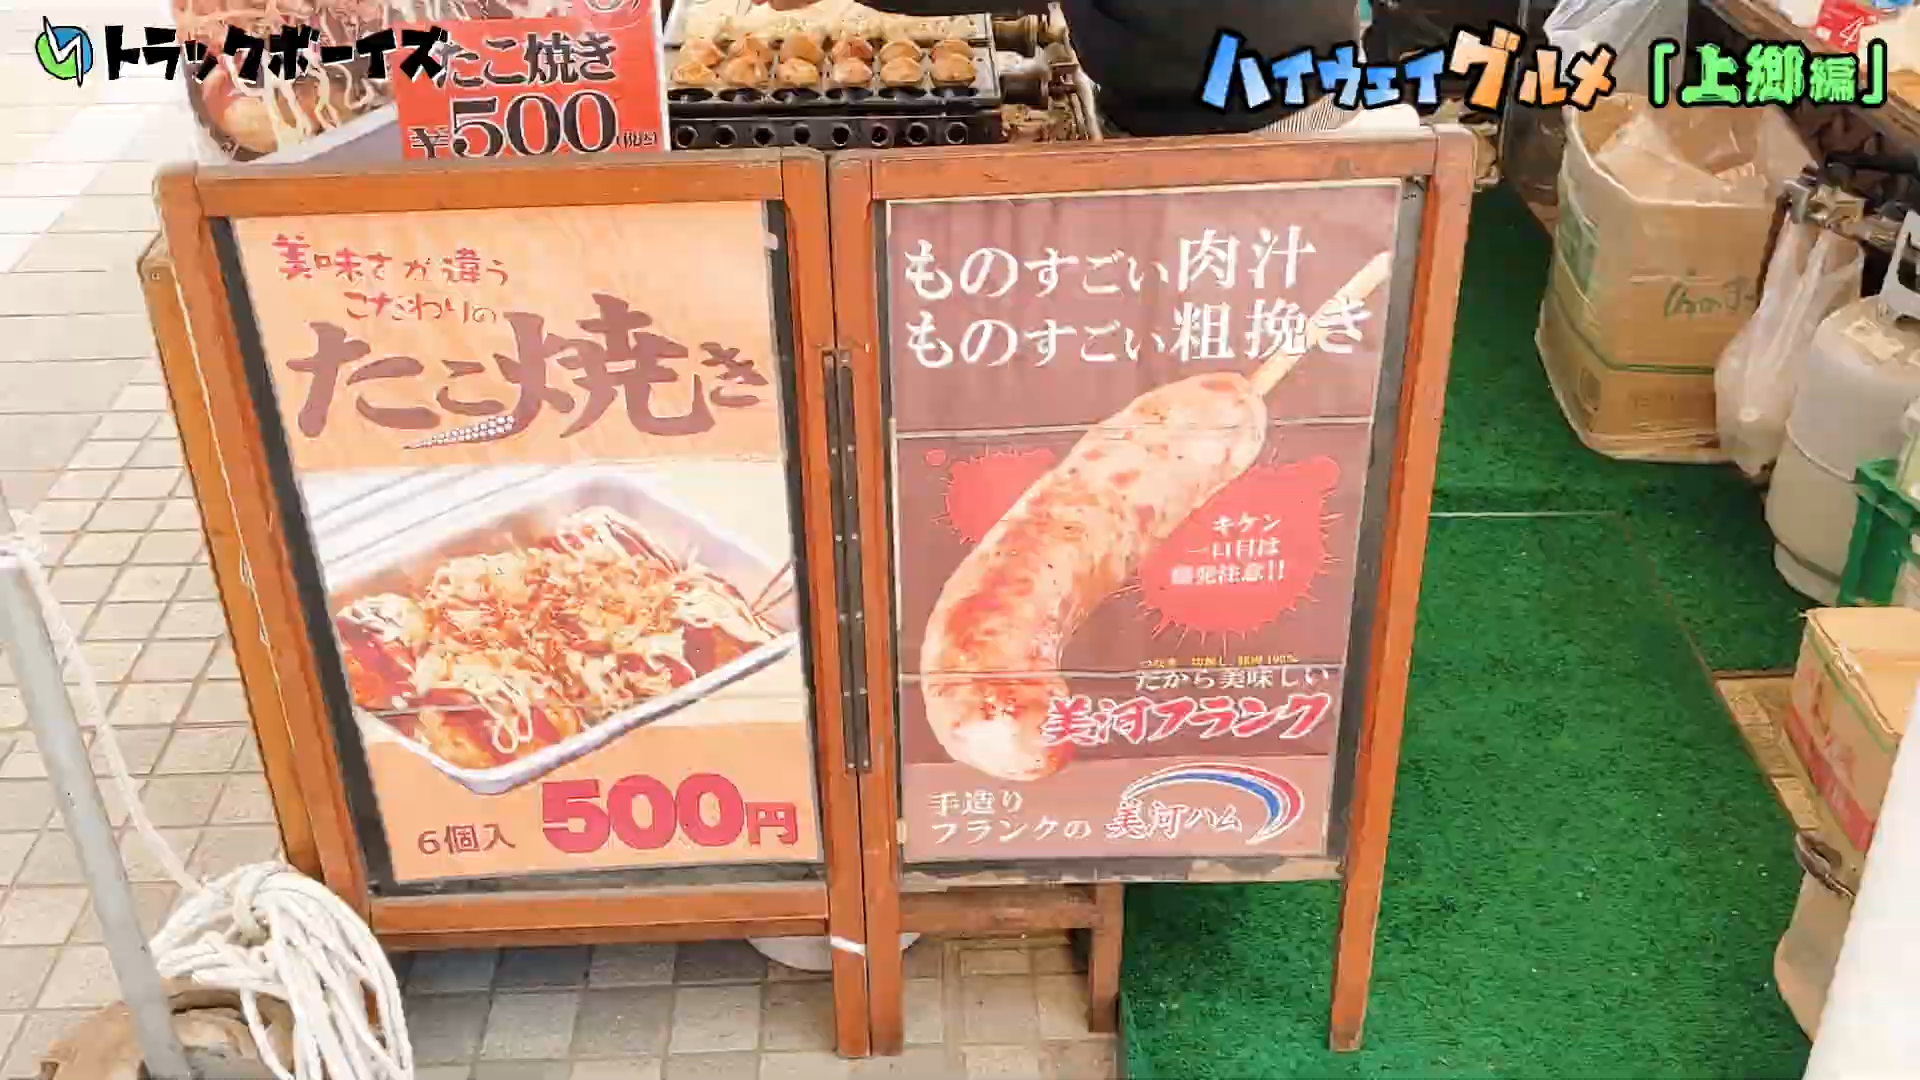 トラックボーイズ
ハイウェイグルメ「上郷編」
たこ焼き
¥500(税込)
美味さが違う
こだわりの
たこ焼き
6個入 500円
ものすごい肉汁
ものすごい粗挽き
キケン
一口目は
爆発注意!!
だから美味しい
美河フランク
手造り
フランクの 美河ハム